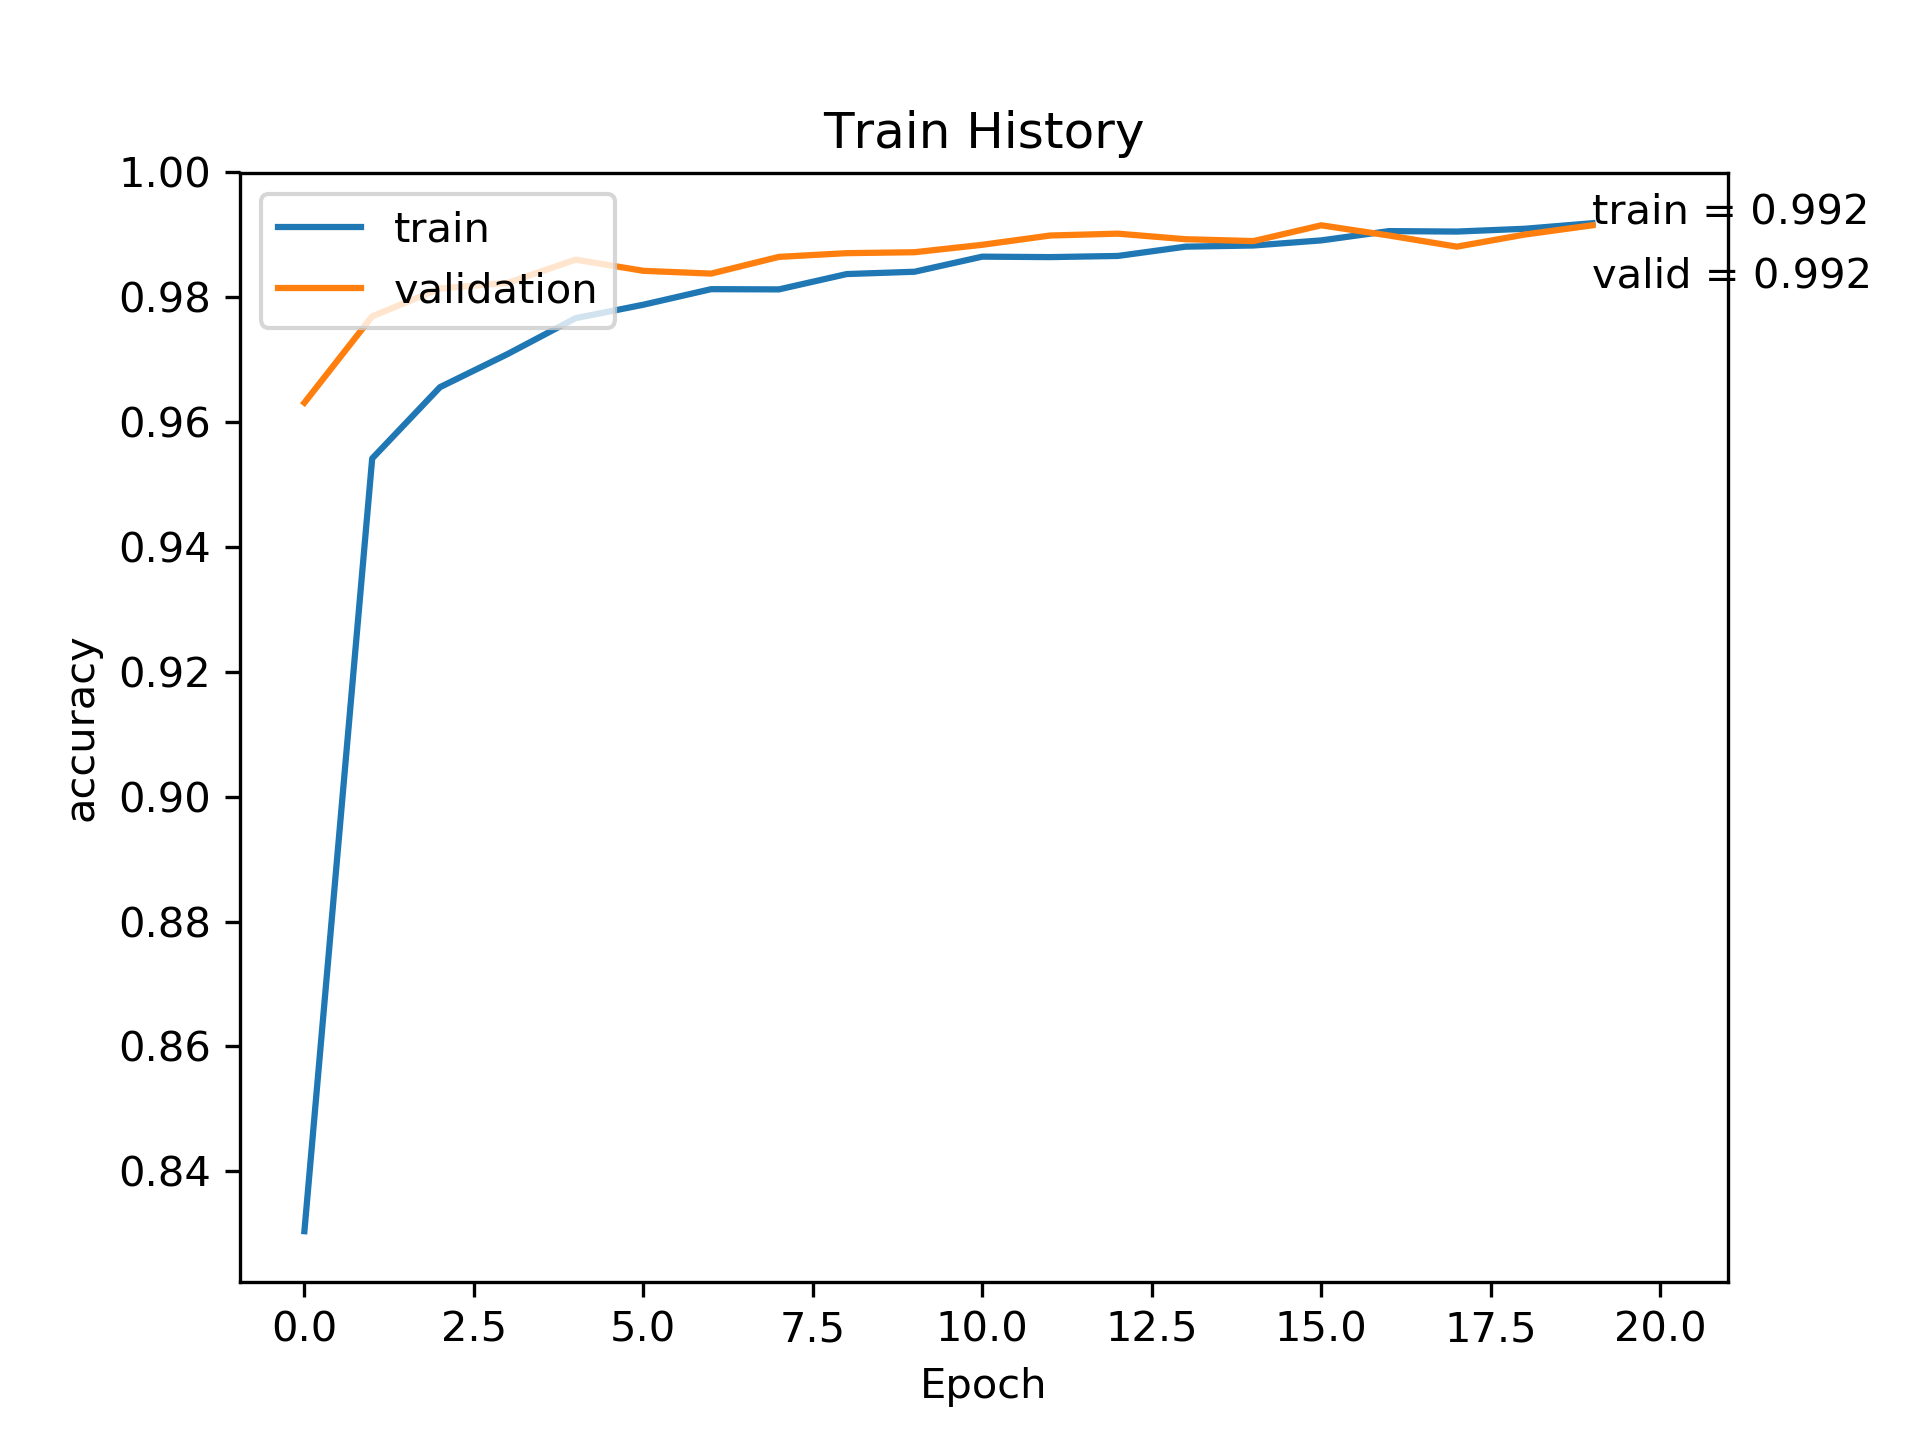 Train History
train
validation
train = 0.992
valid = 0.992
accuracy
1.00
0.98
0.96
0.94
0.92
0.90
0.88
0.86
0.84
0.0 2.5 5.0 7.5 10.0 12.5 15.0 17.5 20.0
Epoch